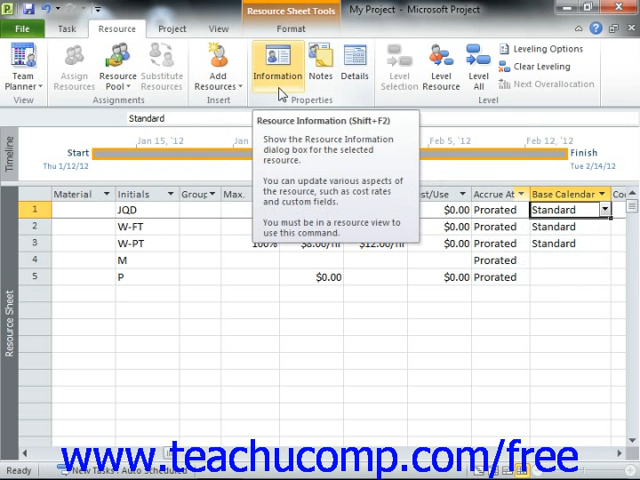 Resource Sheet Tools
My Project - Microsoft Project
File Task Resource Project View Format
Team Planner
Assign Resources
Resource Pool
Substitute Resources
Add Resources
Information
Notes
Details
Level Selection
Level Resource
Level All
Leveling Options
Clear Leveling
Next Overallocation
View Assignments Insert Properties Level
Standard
Resource Information (Shift+F2)
Show the Resource Information
dialog box for the selected
resource.
You can update various aspects of
the resource, such as cost rates
and custom fields.
You must be in a resource view to
use this command.
Timeline
Jan 15, '12 Feb 5, '12 Feb 12, '12
Start
Thu 1/12/12
Finish
Tue 2/14/12
Material Initials Group Max. st/Use Accrue At Base Calendar
1 JQD $0.00 Prorated Standard
2 W-FT $0.00 Prorated Standard
3 W-PT 100% $8.00/hr $12.00/hr $0.00 Prorated Standard
4 M Prorated
5 P $0.00 $0.00 Prorated
Resource Sheet
www.teachucomp.com/free
Ready New Tasks : Auto Scheduled